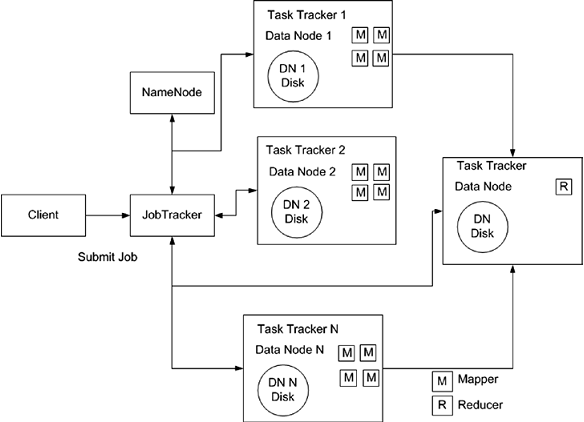 Task Tracker 1
Data Node 1
M M
M M
DN 1
Disk
NameNode
Task Tracker 2
Data Node 2
M M
M M
DN 2
Disk
Client
JobTracker
Submit Job
Task Tracker
Data Node
R
DN
Disk
Task Tracker N
Data Node N
M M
M M
DN N
Disk
M Mapper
R Reducer